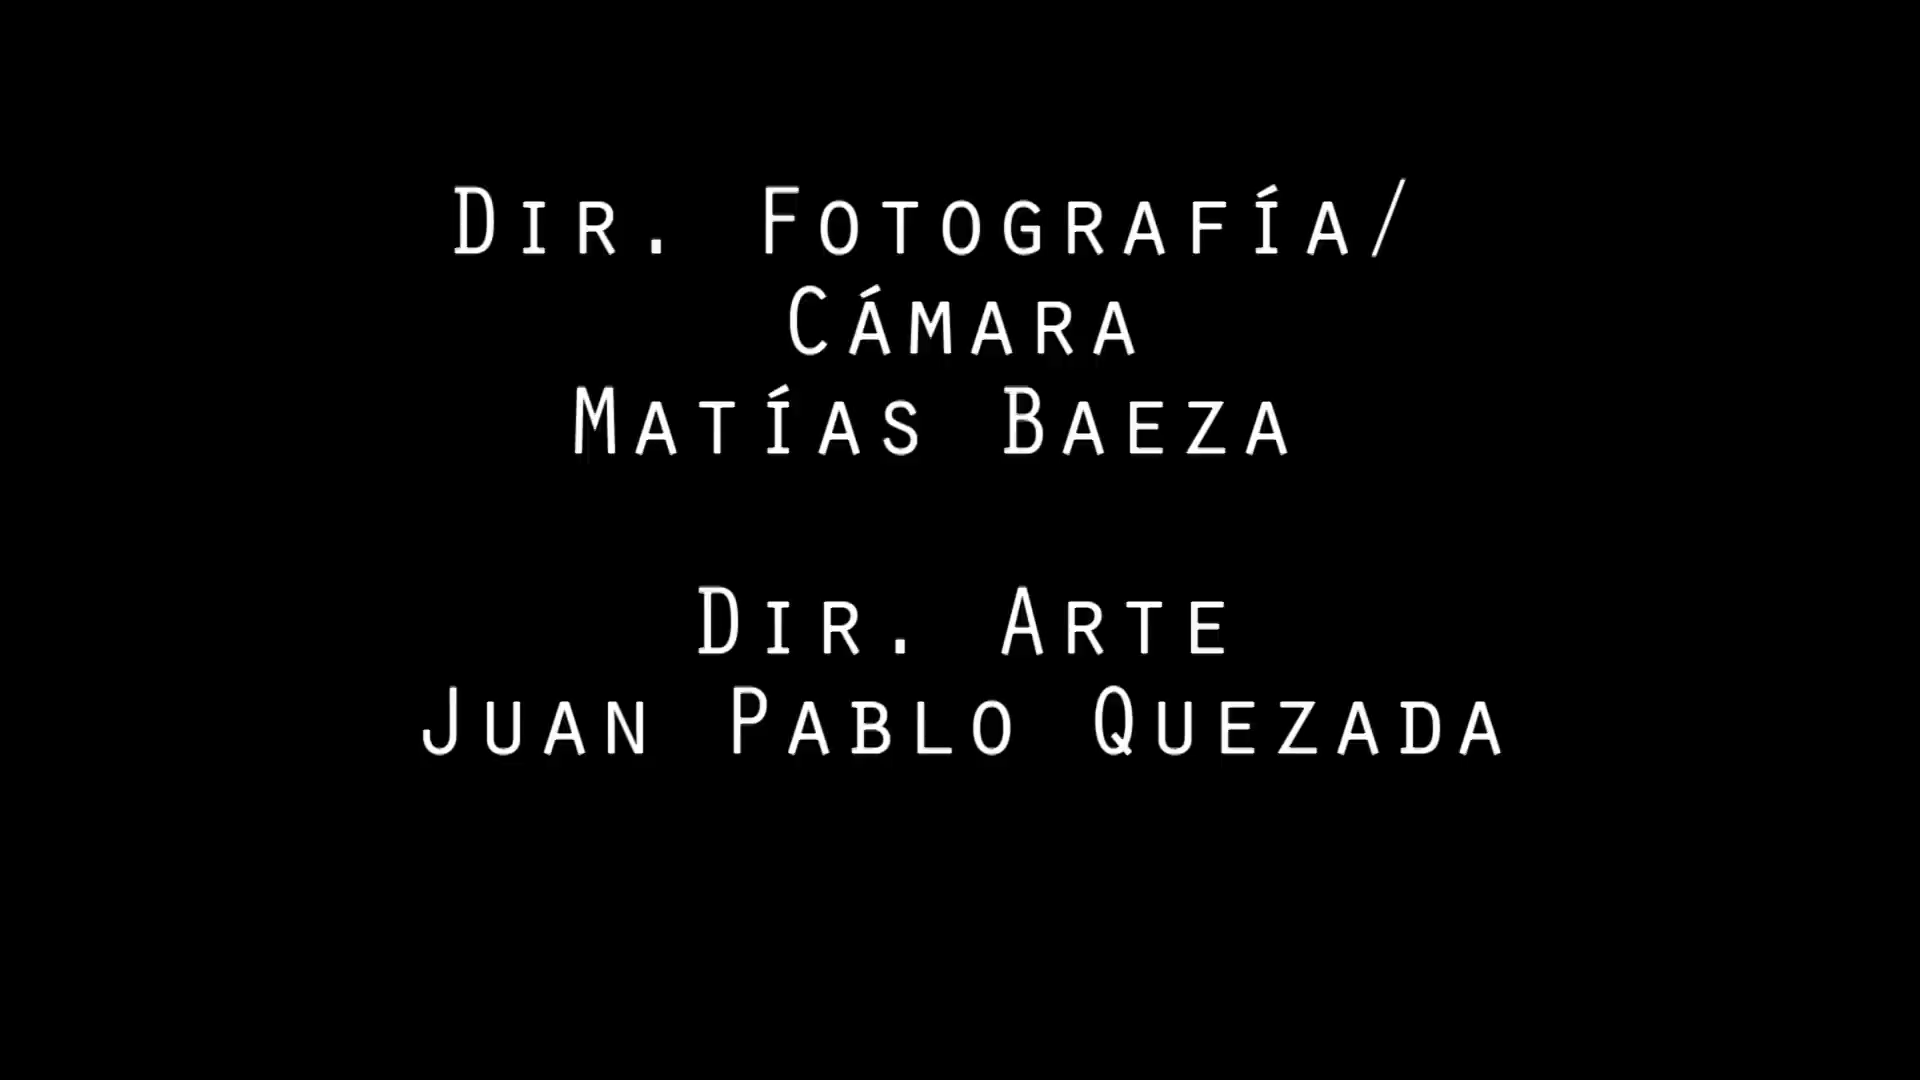 Dir. Fotografía/
Cámara
Matías Baeza
Dir. Arte
Juan Pablo Quezada